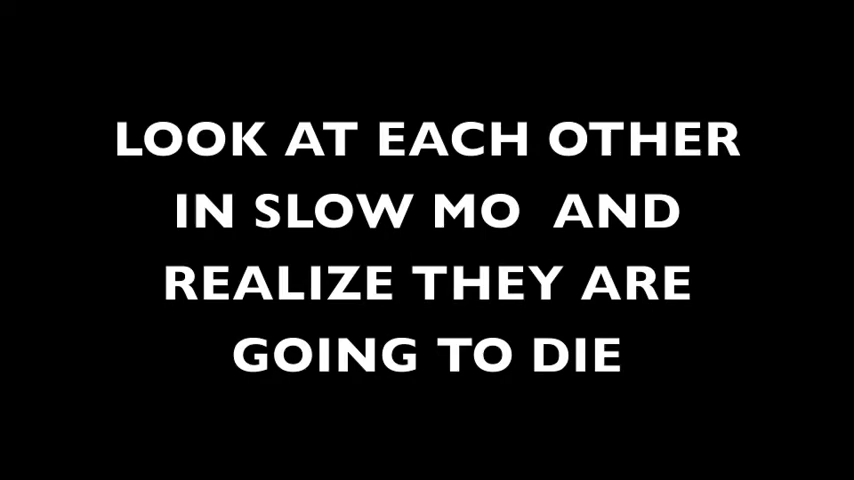 LOOK AT EACH OTHER
IN SLOW MO  AND
REALIZE THEY ARE
GOING TO DIE